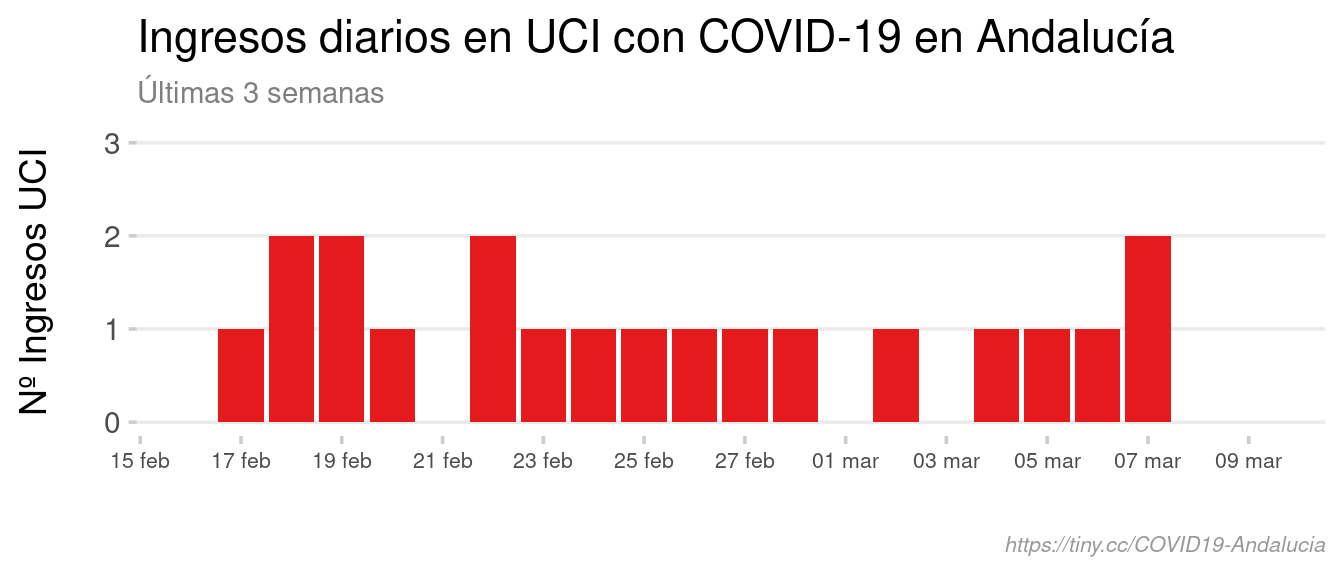 Ingresos diarios en UCI con COVID-19 en Andalucía
Últimas 3 semanas
Nº Ingresos UCI
3
2
1
0
15 feb 17 feb 19 feb 21 feb 23 feb 25 feb 27 feb 01 mar 03 mar 05 mar 07 mar 09 mar
https://tiny.cc/COVID19-Andalucia